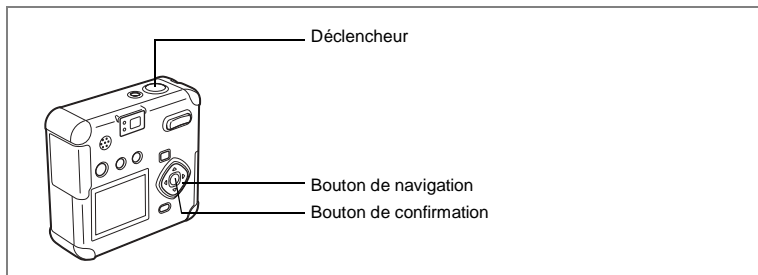 Déclencheur
Bouton de navigation
Bouton de confirmation